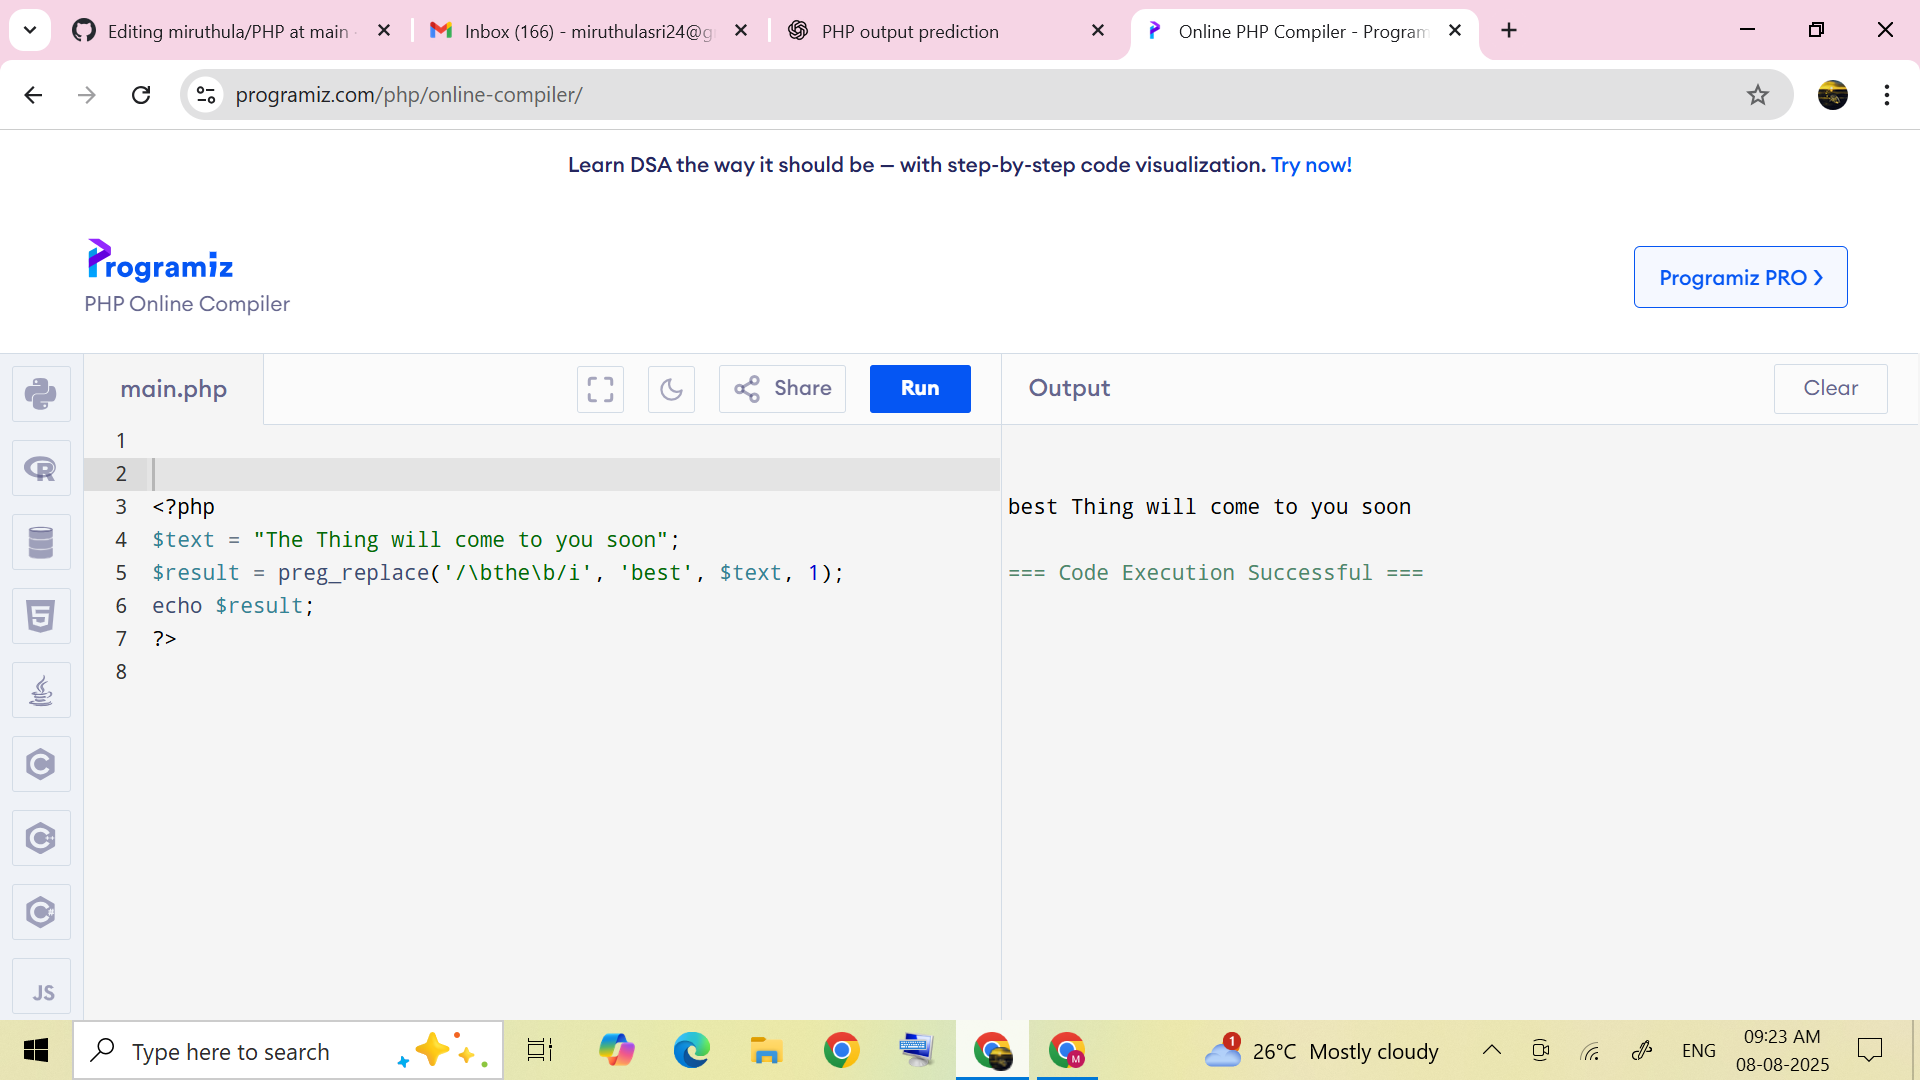 Editing miruthula/PHP at main
Inbox (166) - miruthulasri24@g
PHP output prediction
Online PHP Compiler - Program
programiz.com/php/online-compiler/
Learn DSA the way it should be — with step-by-step code visualization. Try now!
Programiz
PHP Online Compiler
Programiz PRO
main.php
Share
Run
Output
Clear
1
2
3 <?php
4 $text = "The Thing will come to you soon";
5 $result = preg_replace('/\bthe\b/i', 'best', $text, 1);
6 echo $result;
7 ?>
8
best Thing will come to you soon
=== Code Execution Successful ===
R
5
C
C++
C#
JS
Type here to search
M
1
26°C Mostly cloudy
ENG
09:23 AM
08-08-2025